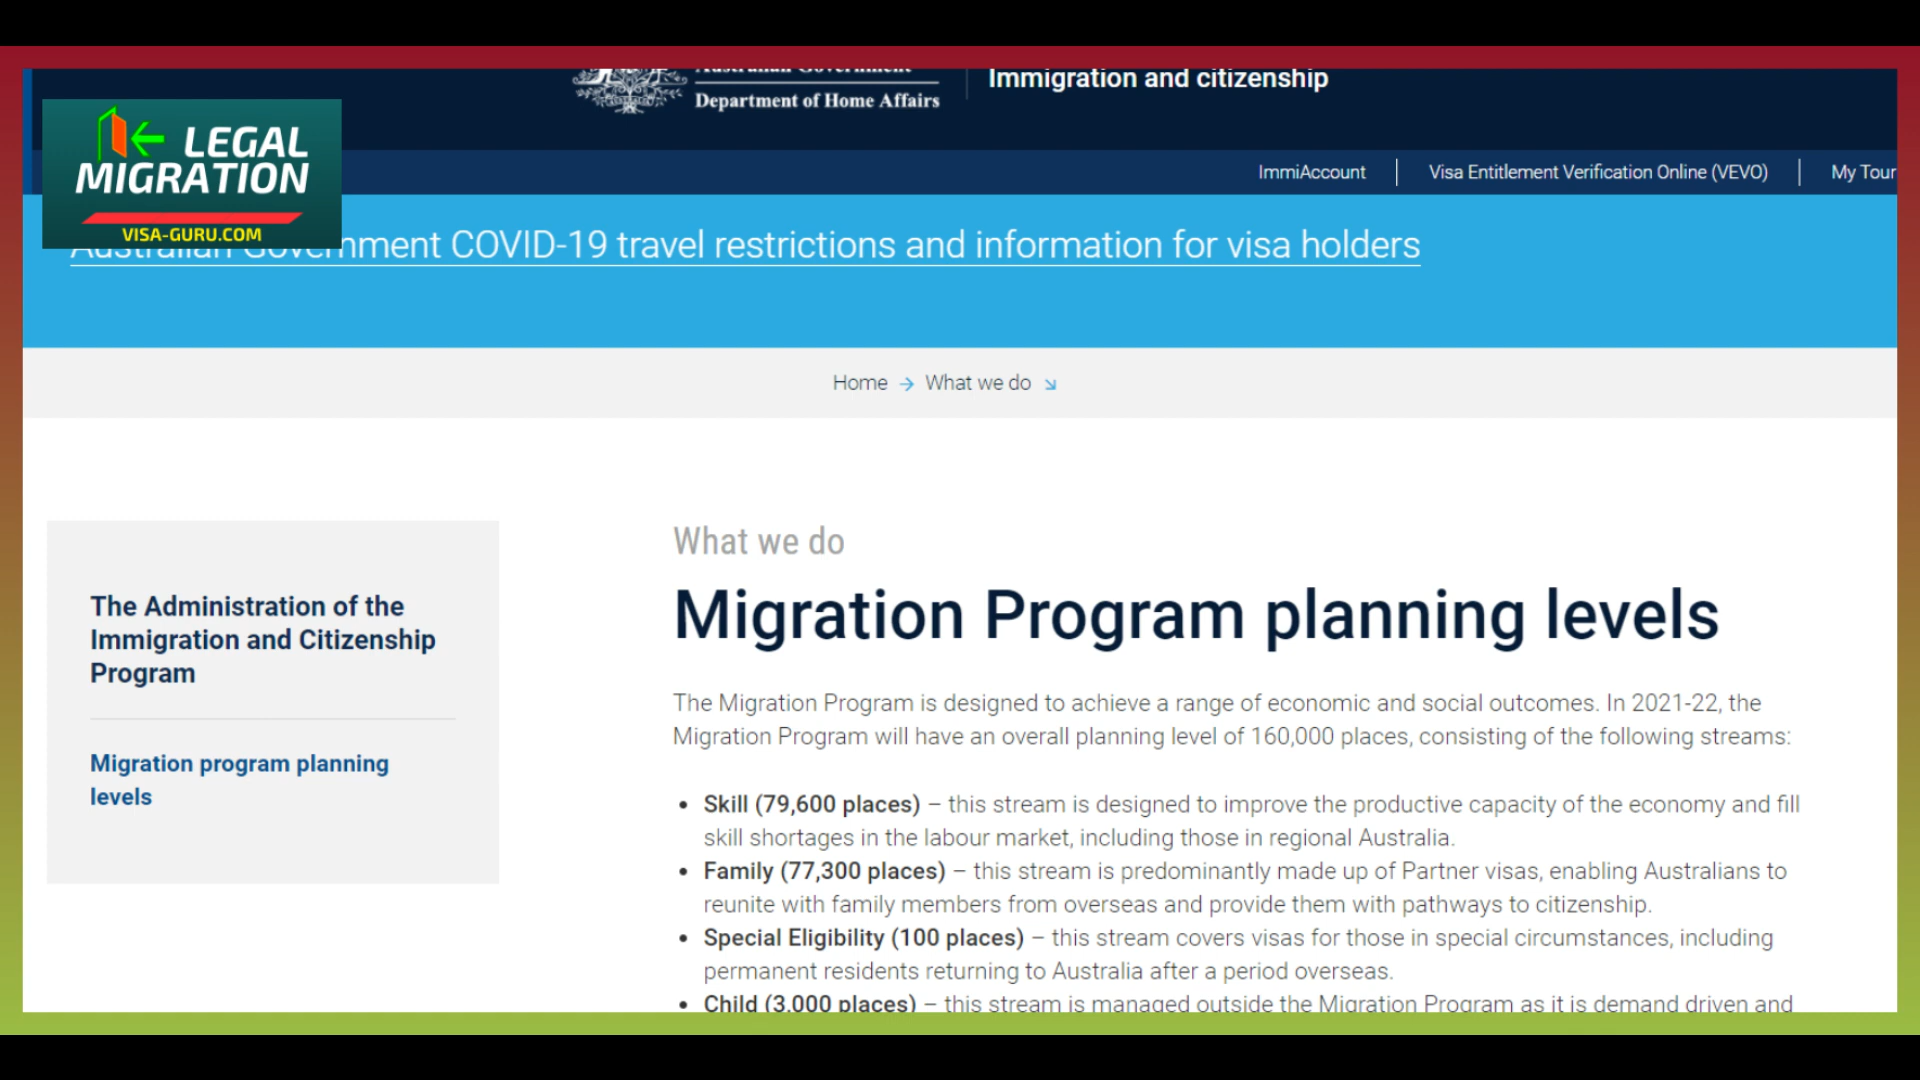 Australian Government
Department of Home Affairs
Immigration and citizenship
LEGAL
MIGRATION
VISA-GURU.COM
ImmiAccount
Visa Entitlement Verification Online (VEVO)
My Tour
Australian Government COVID-19 travel restrictions and information for visa holders
Home → What we do
The Administration of the
Immigration and Citizenship
Program
Migration program planning
levels
What we do
Migration Program planning levels
The Migration Program is designed to achieve a range of economic and social outcomes. In 2021-22, the
Migration Program will have an overall planning level of 160,000 places, consisting of the following streams:
• Skill (79,600 places) – this stream is designed to improve the productive capacity of the economy and fill
skill shortages in the labour market, including those in regional Australia.
• Family (77,300 places) – this stream is predominantly made up of Partner visas, enabling Australians to
reunite with family members from overseas and provide them with pathways to citizenship.
• Special Eligibility (100 places) – this stream covers visas for those in special circumstances, including
permanent residents returning to Australia after a period overseas.
• Child (3,000 places) – this stream is managed outside the Migration Program as it is demand driven and